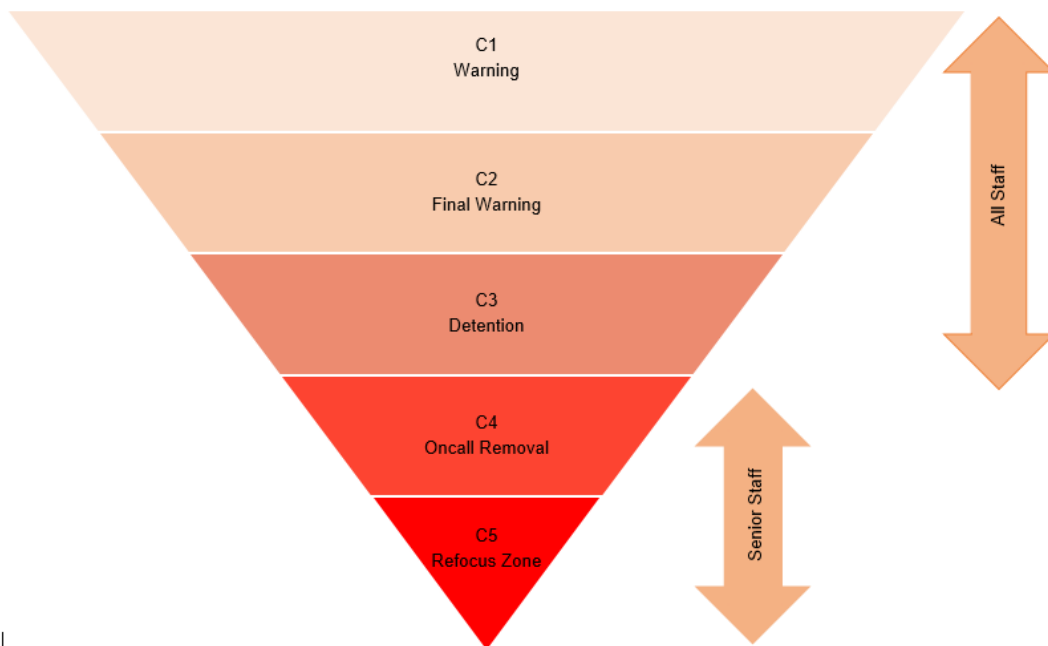 C1
Warning
C2
Final Warning
All Staff
C3
Detention
C4
Oncall Removal
Senior Staff
C5
Refocus Zone